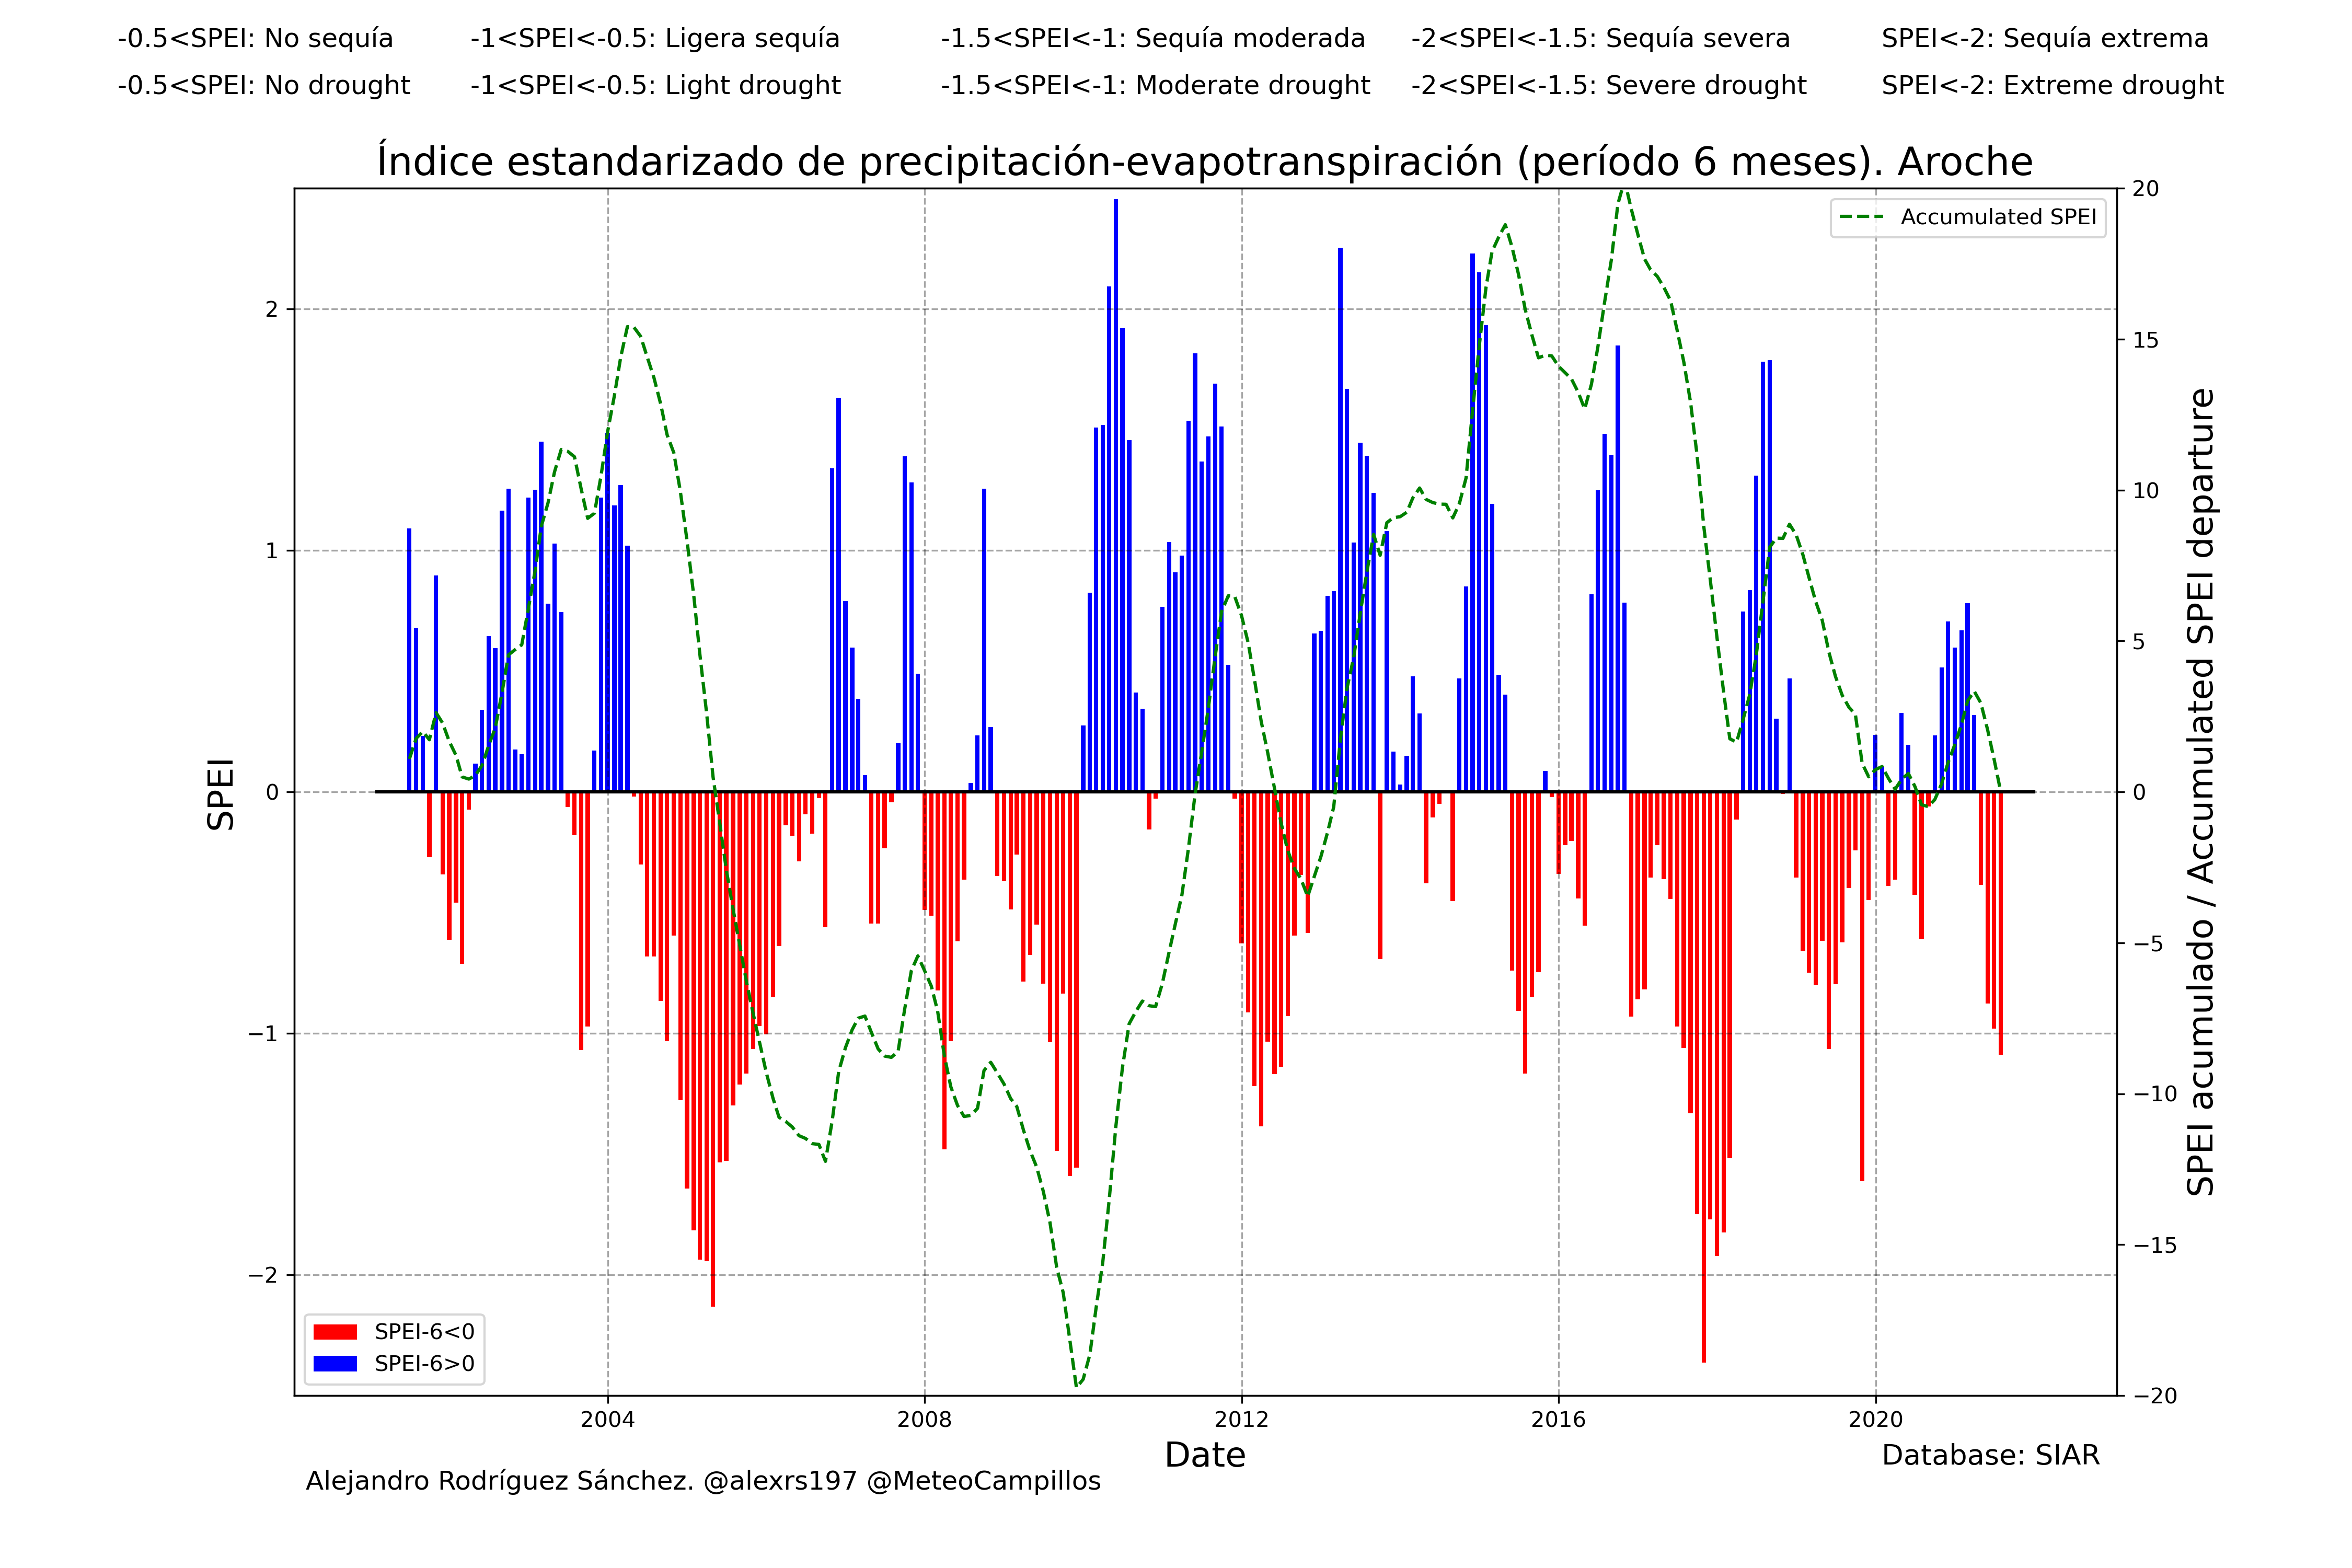 -0.5<SPEI: No sequía -1<SPEI<-0.5: Ligera sequía -1.5<SPEI<-1: Sequía moderada -2<SPEI<-1.5: Sequía severa SPEI<-2: Sequía extrema
-0.5<SPEI: No drought -1<SPEI<-0.5: Light drought -1.5<SPEI<-1: Moderate drought -2<SPEI<-1.5: Severe drought SPEI<-2: Extreme drought
Índice estandarizado de precipitación-evapotranspiración (período 6 meses). Aroche
Accumulated SPEI
SPEI
2
1
0
−1
−2
20
15
10
5
0
−5
−10
−15
−20
SPEI acumulado / Accumulated SPEI departure
SPEI-6<0
SPEI-6>0
2004 2008 2012 2016 2020
Date
Database: SIAR
Alejandro Rodríguez Sánchez. @alexrs197 @MeteoCampillos